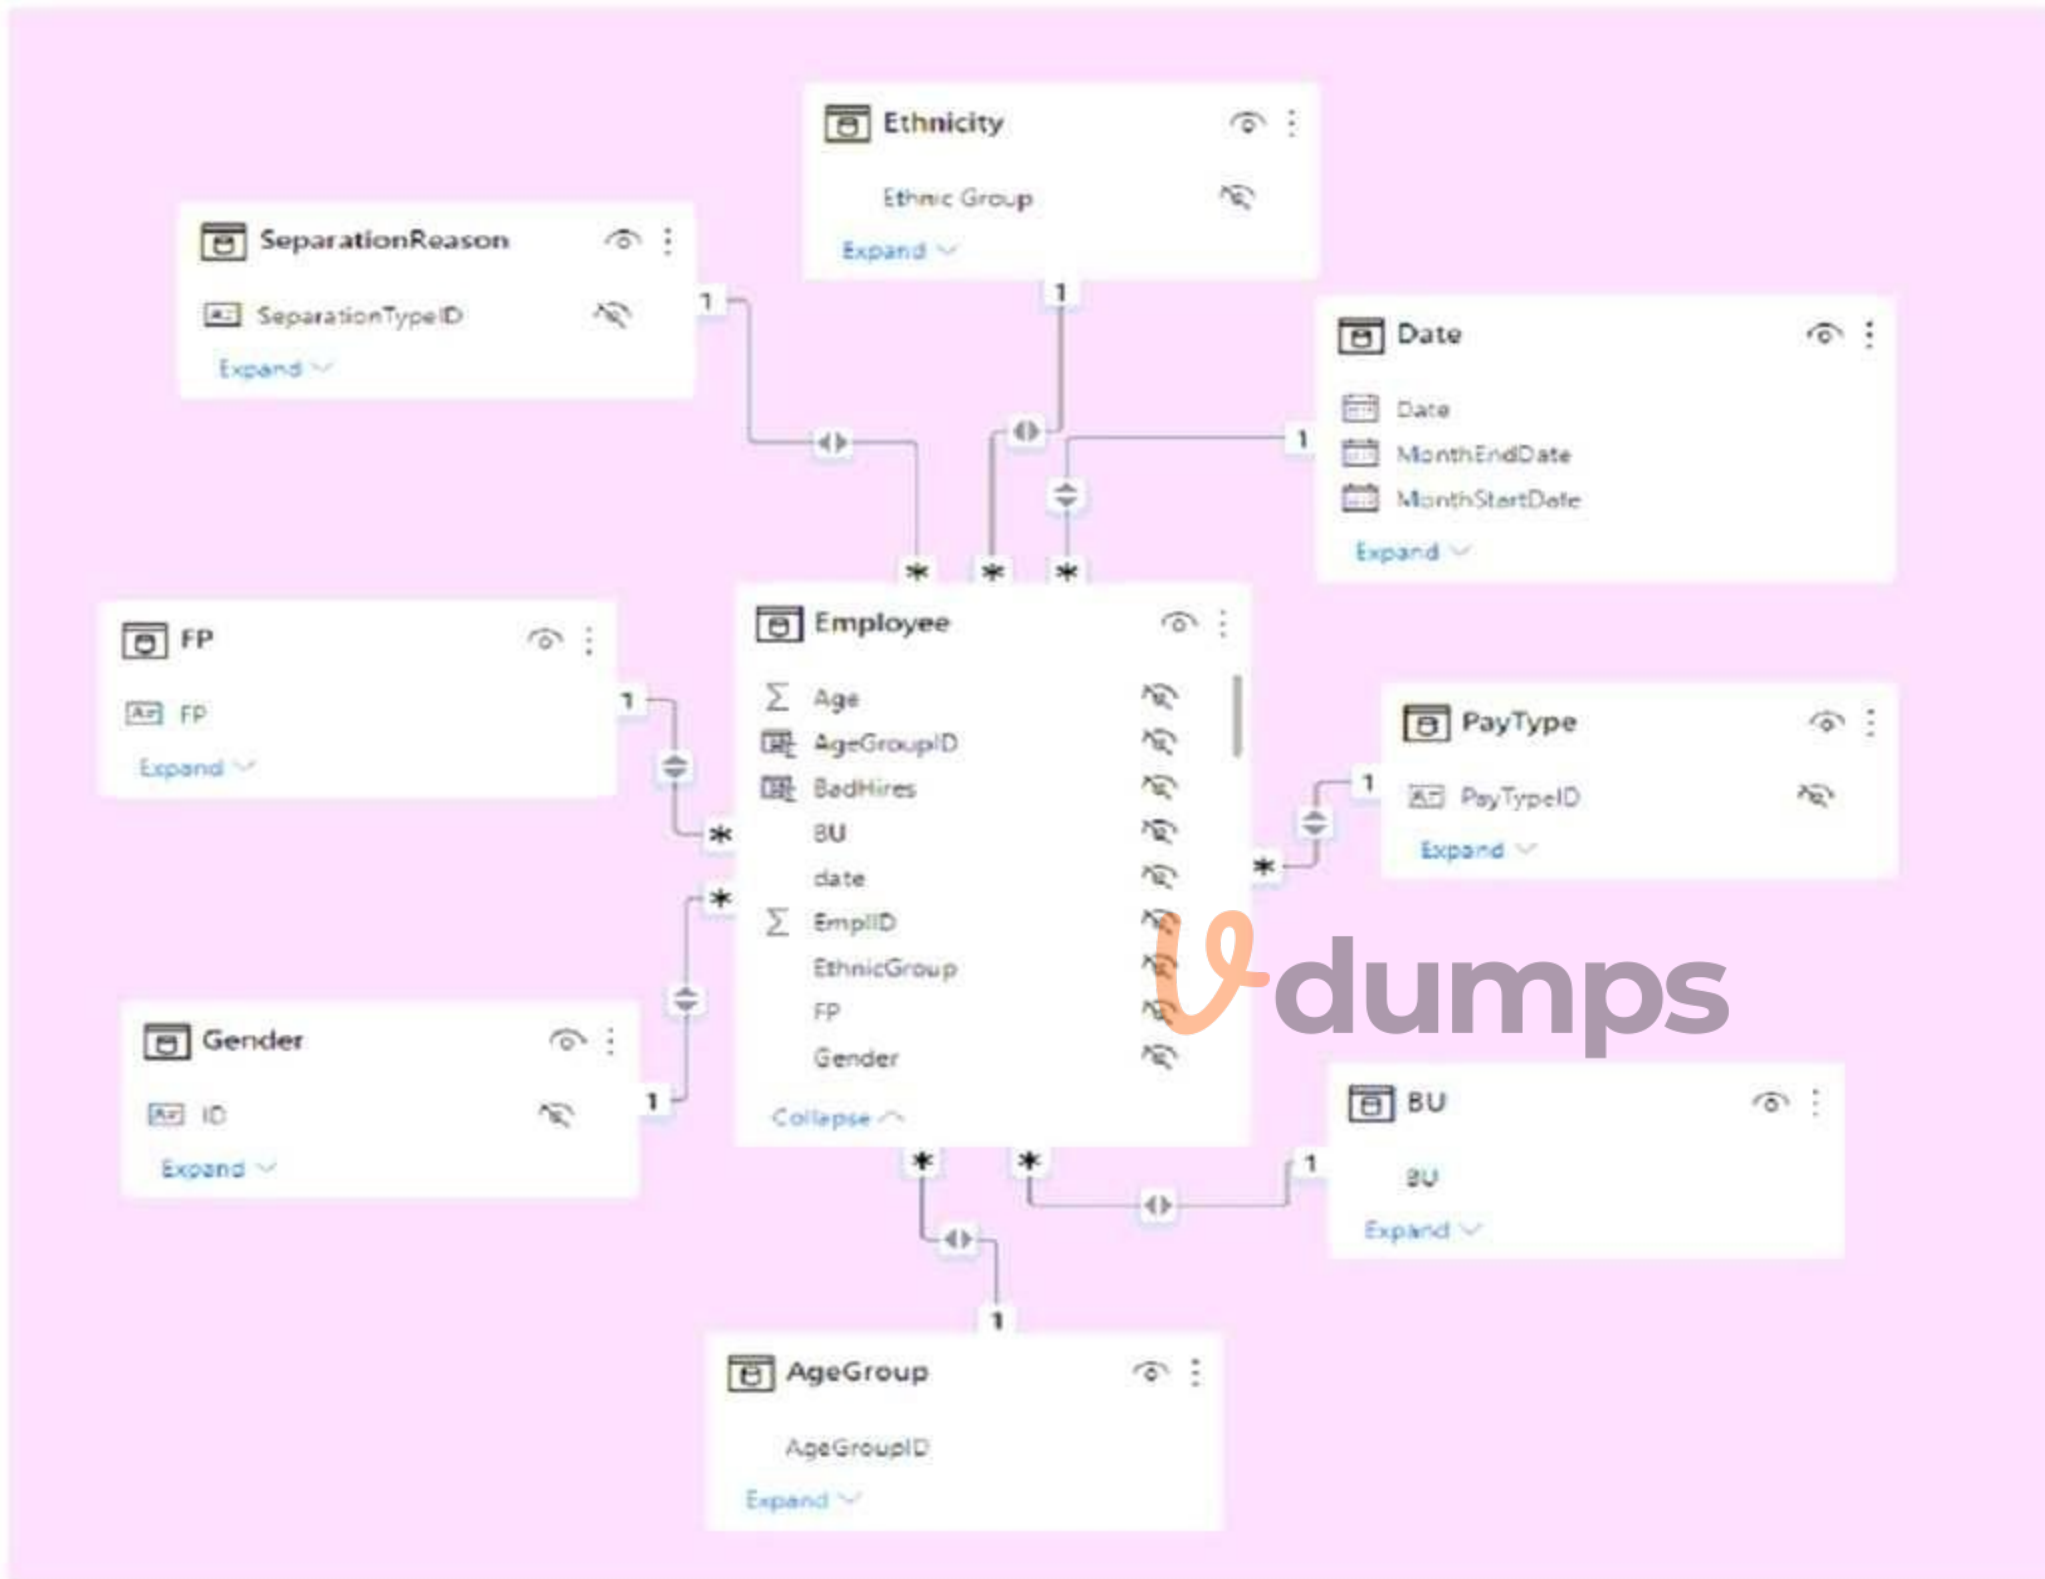 Ethnicity
Ethnic Group
Expand
SeparationReason
SeparationTypeID
Expand
1
1
Date
Date
MonthEndDate
MonthStartDate
Expand
1
*
*
*
FP
FP
Expand
1
*
Employee
Age
AgeGroupID
BadHires
BU
date
EmplID
EthnicGroup
FP
Gender
Collapse
PayType
PayTypeID
Expand
1
*
Vdumps
Gender
ID
Expand
1
*
BU
BU
Expand
1
*
*
1
AgeGroup
AgeGroupID
Expand